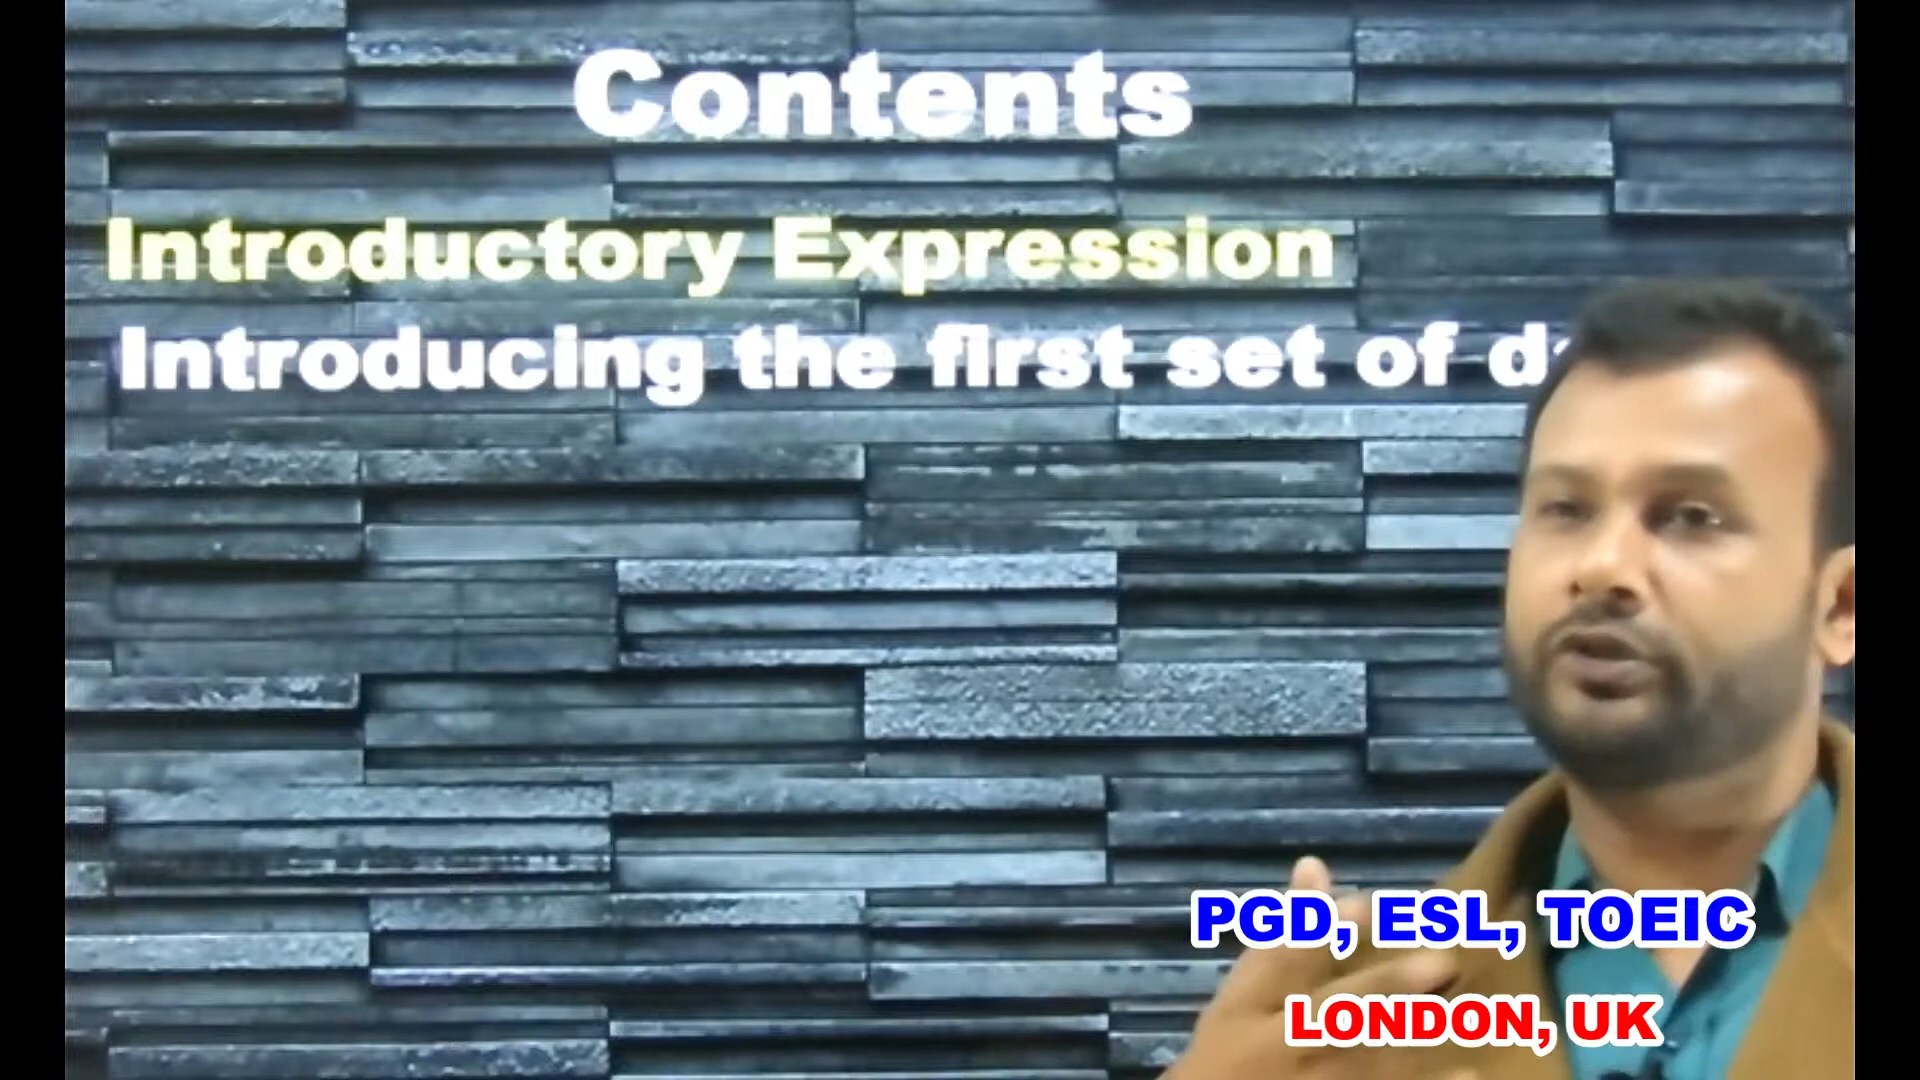 Contents
Introductory Expression
Introducing the first set of
PGD, ESL, TOEIC
LONDON, UK